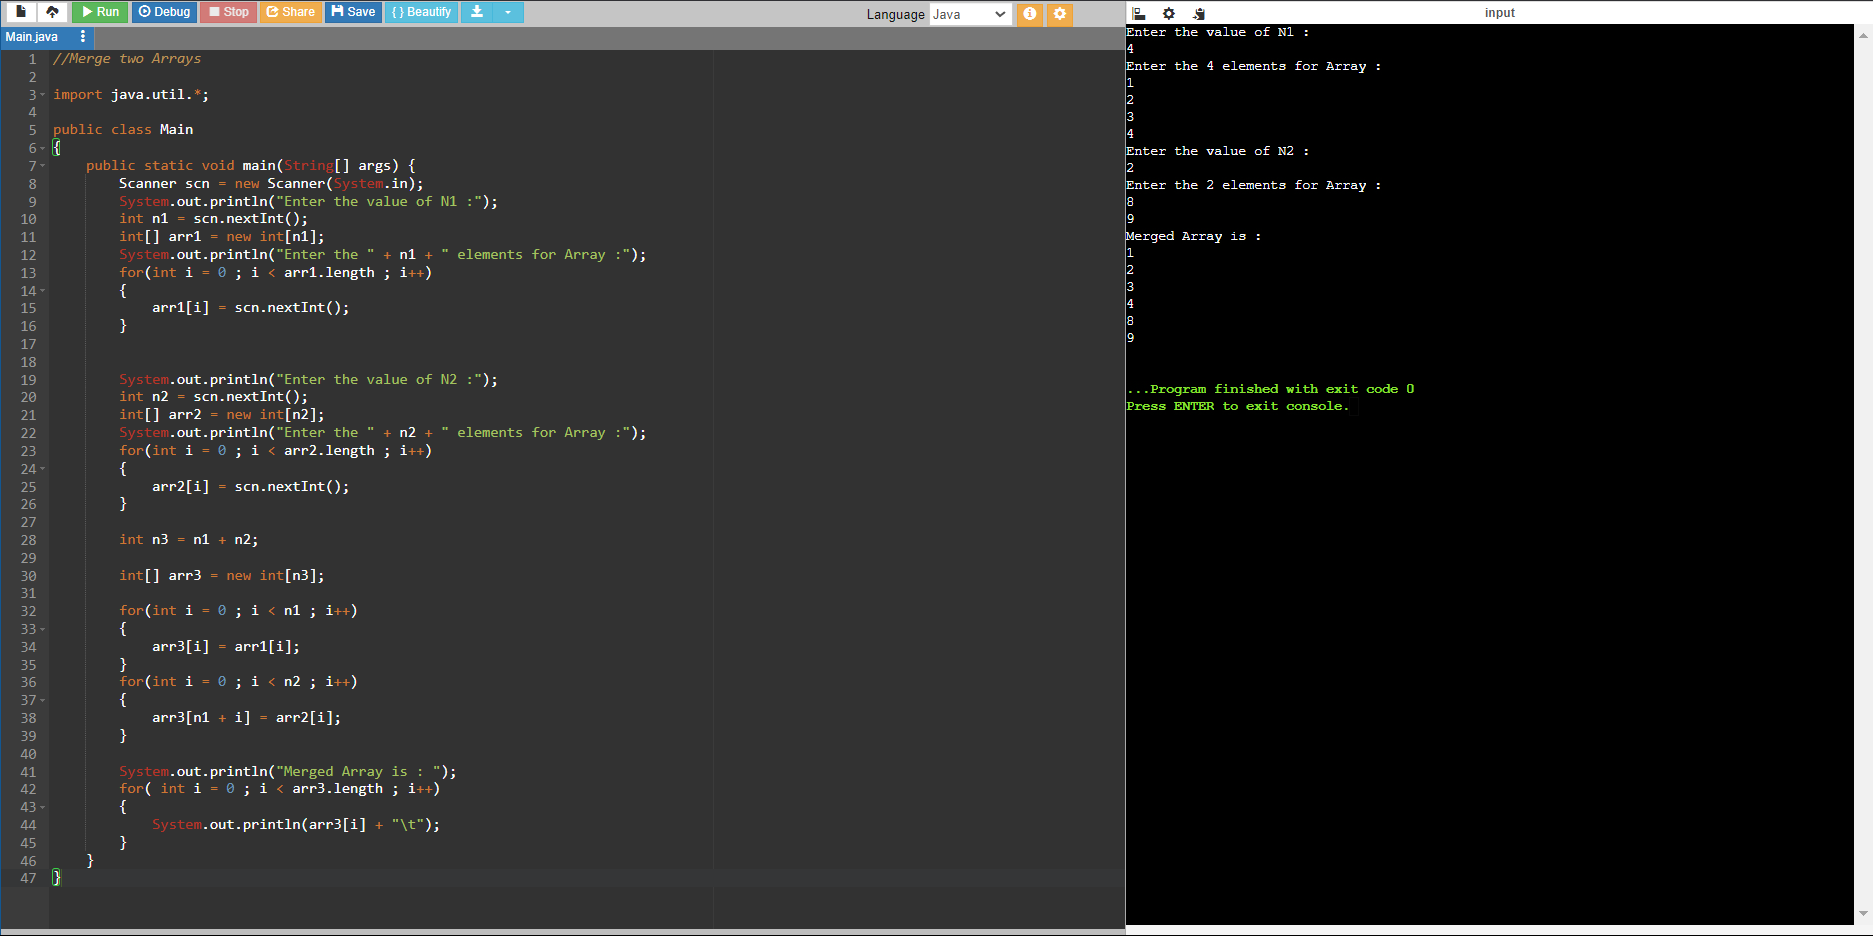 Run Debug Stop Share Save { } Beautify Language Java
Main.java
1 //Merge two Arrays
2
3 import java.util.*;
4
5 public class Main
6 {
7     public static void main(String[] args) {
8         Scanner scn = new Scanner(System.in);
9         System.out.println("Enter the value of N1 :");
10         int n1 = scn.nextInt();
11         int[] arr1 = new int[n1];
12         System.out.println("Enter the " + n1 + " elements for Array :");
13         for(int i = 0 ; i < arr1.length ; i++)
14         {
15             arr1[i] = scn.nextInt();
16         }
17
18
19         System.out.println("Enter the value of N2 :");
20         int n2 = scn.nextInt();
21         int[] arr2 = new int[n2];
22         System.out.println("Enter the " + n2 + " elements for Array :");
23         for(int i = 0 ; i < arr2.length ; i++)
24         {
25             arr2[i] = scn.nextInt();
26         }
27
28         int n3 = n1 + n2;
29
30         int[] arr3 = new int[n3];
31
32         for(int i = 0 ; i < n1 ; i++)
33         {
34             arr3[i] = arr1[i];
35         }
36         for(int i = 0 ; i < n2 ; i++)
37         {
38             arr3[n1 + i] = arr2[i];
39         }
40
41         System.out.println("Merged Array is : ");
42         for( int i = 0 ; i < arr3.length ; i++)
43         {
44             System.out.println(arr3[i] + "\t");
45         }
46     }
47 }
input
Enter the value of N1 :
4
Enter the 4 elements for Array :
1
2
3
4
Enter the value of N2 :
2
Enter the 2 elements for Array :
8
9
Merged Array is :
1
2
3
4
8
9
...Program finished with exit code 0
Press ENTER to exit console.